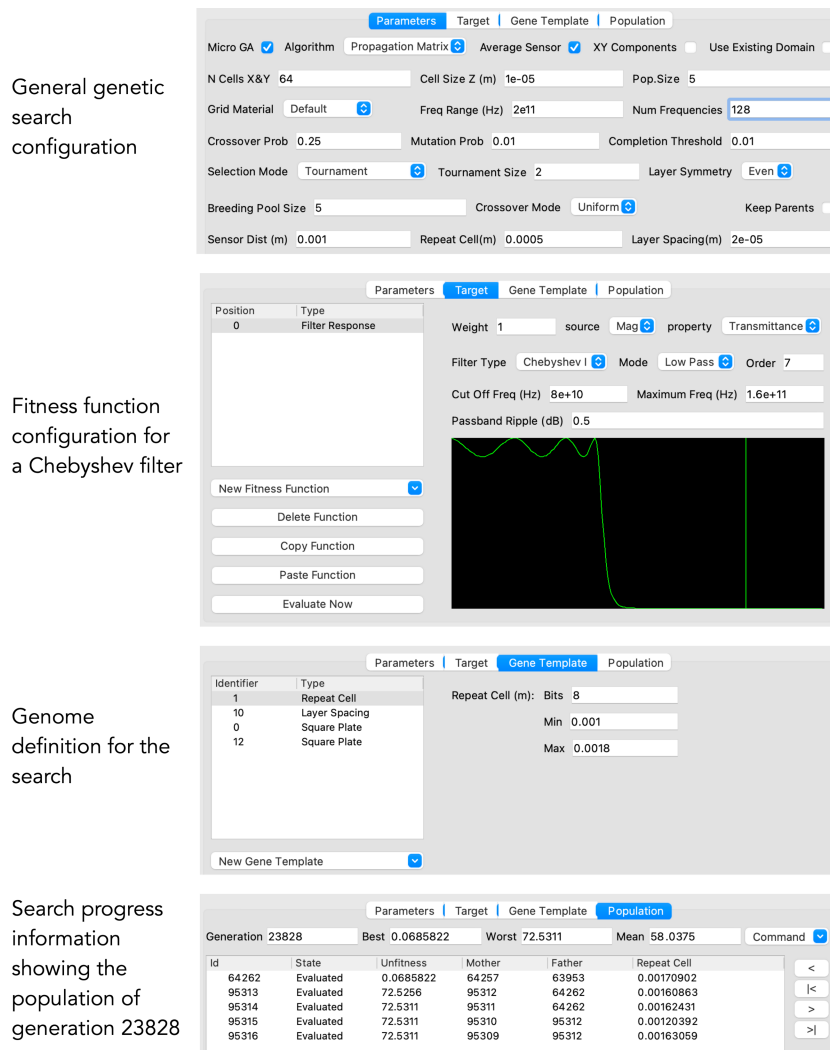 Parameters Target Gene Template Population
Micro GA Algorithm Propagation Matrix Average Sensor XY Components Use Existing Domain
N Cells X&Y 64 Cell Size Z (m) 1e-05 Pop.Size 5
General genetic
search
configuration
Grid Material Default Freq Range (Hz) 2e11 Num Frequencies 128
Crossover Prob 0.25 Mutation Prob 0.01 Completion Threshold 0.01
Selection Mode Tournament Tournament Size 2 Layer Symmetry Even
Breeding Pool Size 5 Crossover Mode Uniform Keep Parents
Sensor Dist (m) 0.001 Repeat Cell(m) 0.0005 Layer Spacing(m) 2e-05
Parameters Target Gene Template Population
Position Type
0 Filter Response
Weight 1 source Mag property Transmittance
Filter Type Chebyshev I Mode Low Pass Order 7
Cut Off Freq (Hz) 8e+10 Maximum Freq (Hz) 1.6e+11
Passband Ripple (dB) 0.5
Fitness function
configuration for
a Chebyshev filter
New Fitness Function
Delete Function
Copy Function
Paste Function
Evaluate Now
Parameters Target Gene Template Population
Identifier Type
1 Repeat Cell
10 Layer Spacing
0 Square Plate
12 Square Plate
Repeat Cell (m): Bits 8
Min 0.001
Max 0.0018
Genome
definition for the
search
New Gene Template
Search progress
information
showing the
population of
generation 23828
Parameters Target Gene Template Population
Generation 23828 Best 0.0685822 Worst 72.5311 Mean 58.0375 Command
Id State Unfitness Mother Father Repeat Cell
64262 Evaluated 0.0685822 64257 63953 0.00170902
95313 Evaluated 72.5256 95312 64262 0.00160863
95314 Evaluated 72.5311 95311 64262 0.00162431
95315 Evaluated 72.5311 95310 95312 0.00120392
95316 Evaluated 72.5311 95309 95312 0.00163059
<
|<
>
>|